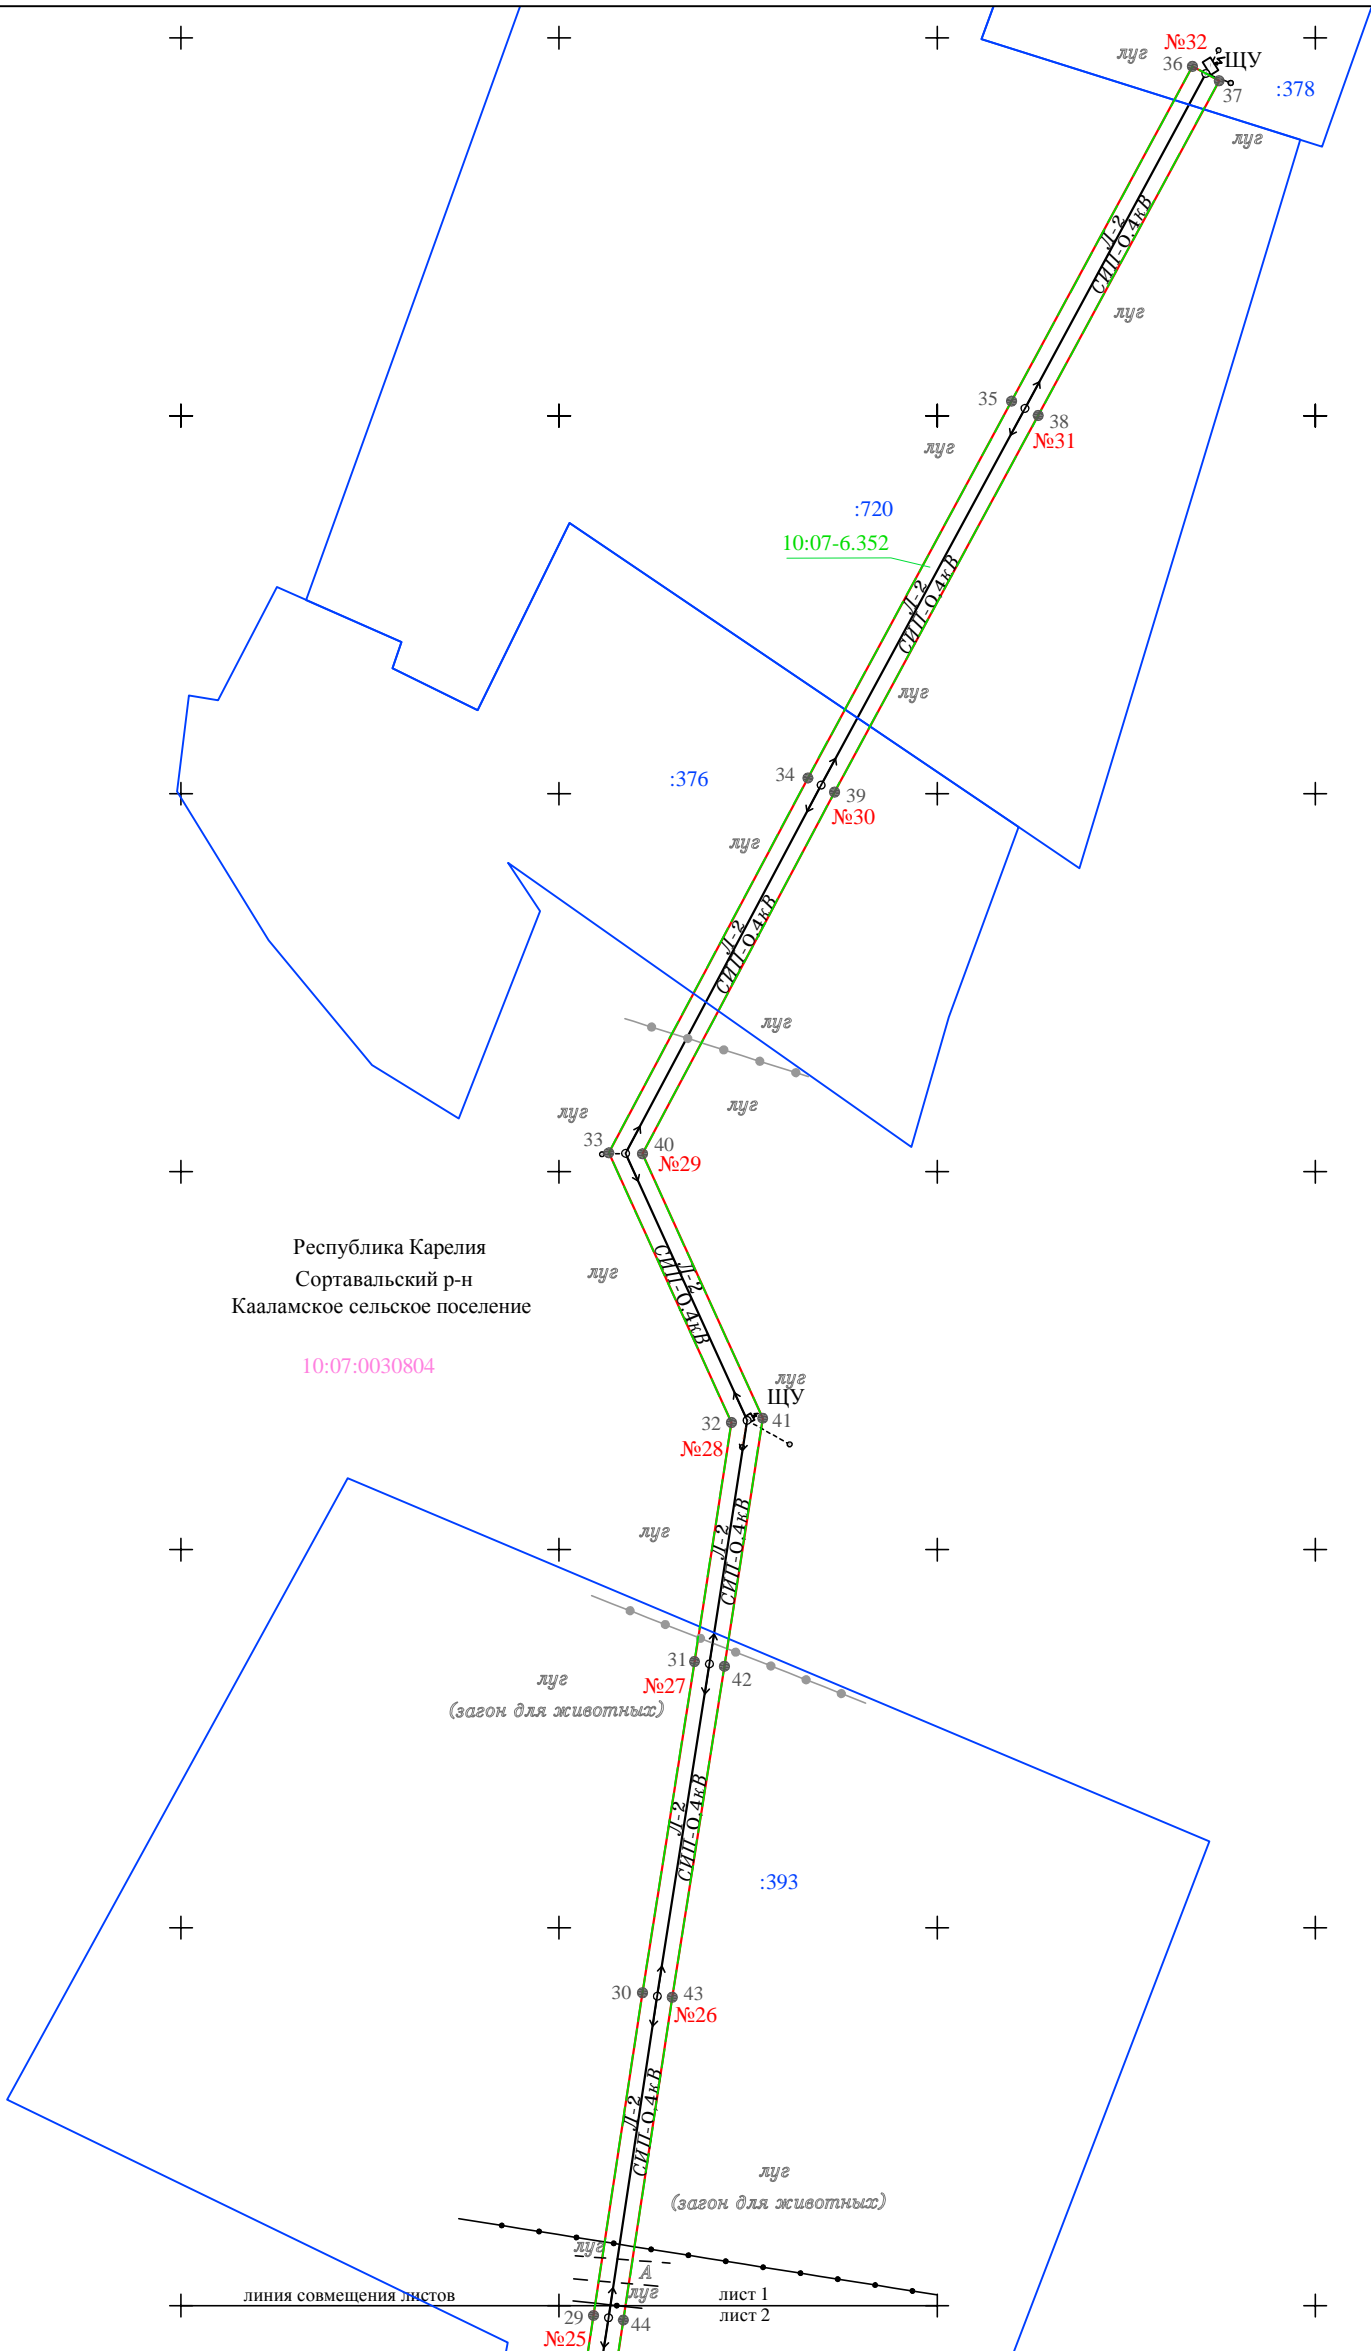 №32
луг
36
ЩУ
37
:378
луг
Л-2
СИП-0,4кВ
луг
35
38
№31
луг
:720
10:07-6.352
Л-2
СИП-0,4кВ
луг
34
:376
39
№30
луг
Л-2
СИП-0,4кВ
луг
луг
луг
33
40
№29
Республика Карелия
Сортавальский р-н
Кааламское сельское поселение
луг
Л-2
СИП-0,4кВ
10:07:0030804
луг
ЩУ
32
41
№28
луг
Л-2
СИП-0,4кВ
31
42
№27
луг
(загон для животных)
Л-2
СИП-0,4кВ
:393
30
43
№26
Л-2
СИП-0,4кВ
луг
(загон для животных)
луг
А
луг
линия совмещения листов
лист 1
лист 2
29
44
№25